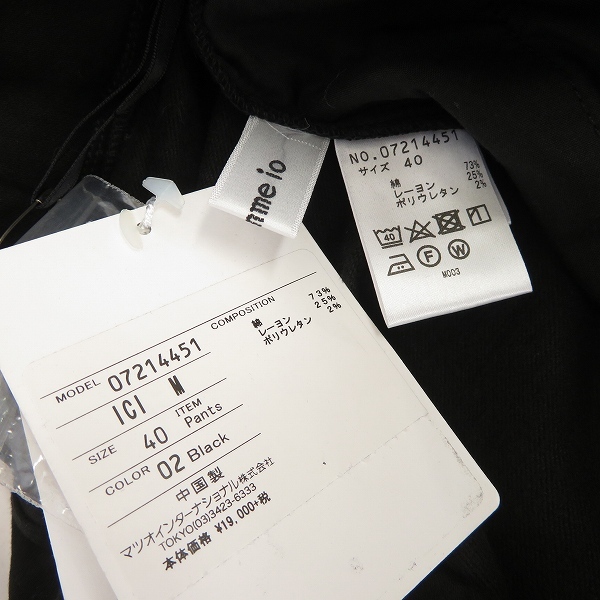 nmeio
NO.07214451
サイズ 40
綿 73%
レーヨン 25%
ポリウレタン 2%
40
F W
M003
COMPOSITION
綿 73%
レーヨン 25%
ポリウレタン 2%
MODEL 07214451
ICI M
SIZE 40 ITEM Pants
COLOR 02 Black
中国製
マツオインターナショナル株式会社
TOKYO(03)3423-6333
本体価格 ¥19,000+税